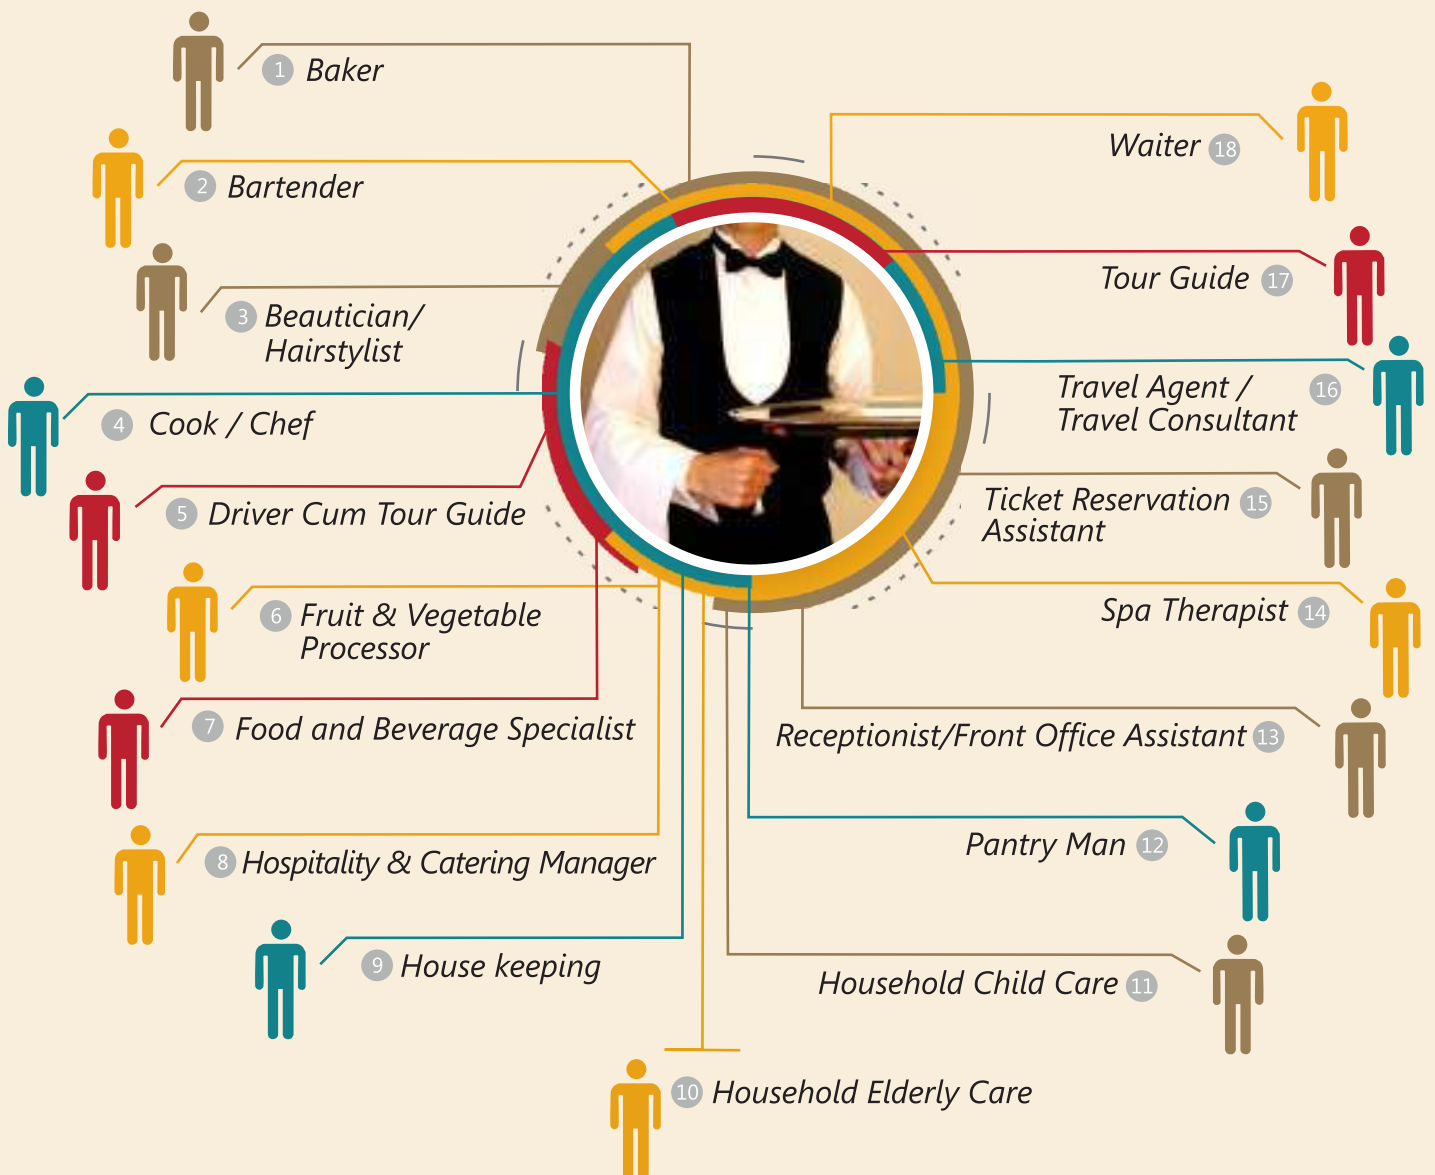 1 Baker
2 Bartender
3 Beautician/
Hairstylist
4 Cook / Chef
5 Driver Cum Tour Guide
6 Fruit & Vegetable
Processor
7 Food and Beverage Specialist
8 Hospitality & Catering Manager
9 House keeping
10 Household Elderly Care
Household Child Care 11
Pantry Man 12
Receptionist/Front Office Assistant 13
Spa Therapist 14
Ticket Reservation 15
Assistant
Travel Agent / 16
Travel Consultant
Tour Guide 17
Waiter 18